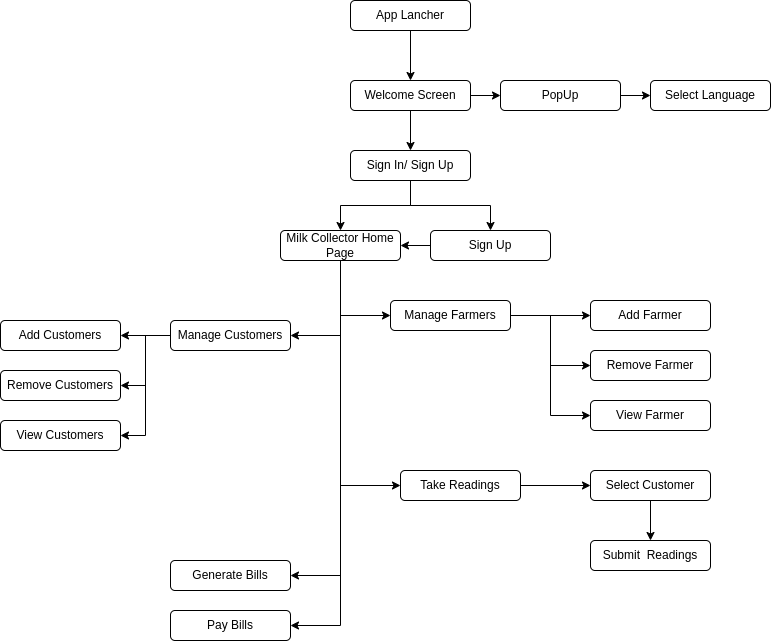 App Lancher
Welcome Screen
PopUp
Select Language
Sign In/ Sign Up
Milk Collector Home
Page
Sign Up
Manage Farmers
Add Farmer
Add Customers
Manage Customers
Remove Farmer
Remove Customers
View Farmer
View Customers
Take Readings
Select Customer
Submit  Readings
Generate Bills
Pay Bills